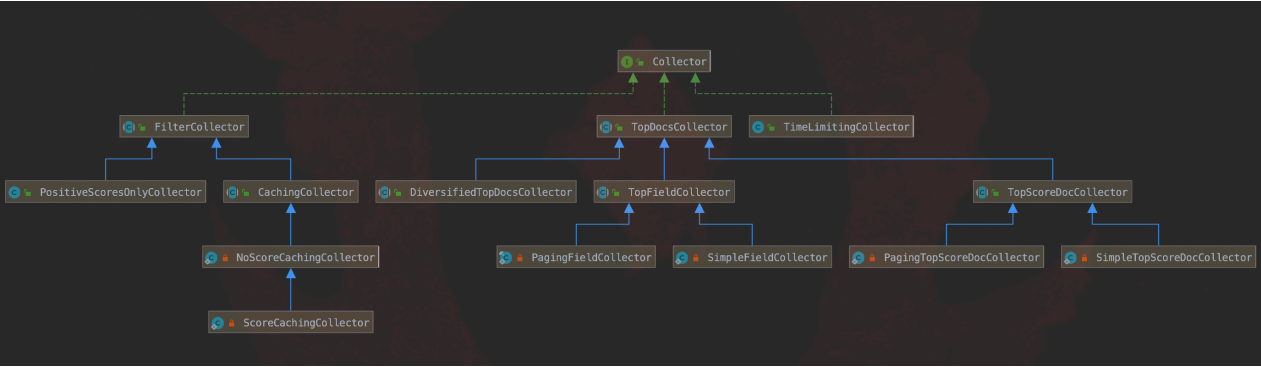 Collector
FilterCollector
TopDocsCollector
TimeLimitingCollector
PositiveScoresOnlyCollector
CachingCollector
DiversifiedTopDocsCollector
TopFieldCollector
TopScoreDocCollector
NoScoreCachingCollector
PagingFieldCollector
SimpleFieldCollector
PagingTopScoreDocCollector
SimpleTopScoreDocCollector
ScoreCachingCollector